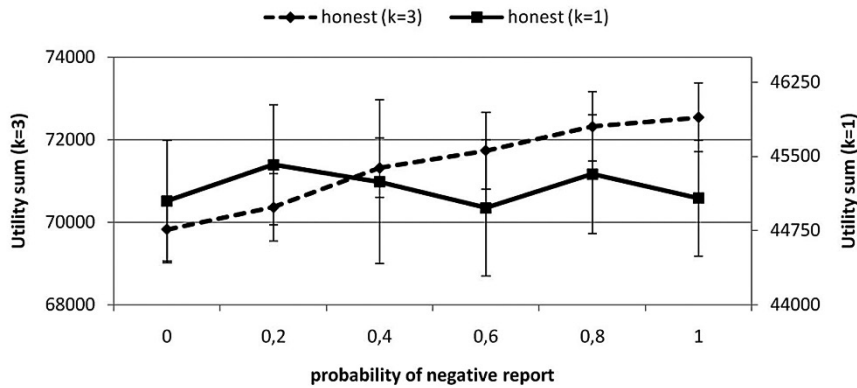 honest (k=3) honest (k=1)
Utility sum (k=3)
74000
72000
70000
68000
46250
45500
44750
44000
Utility sum (k=1)
0 0,2 0,4 0,6 0,8 1
probability of negative report